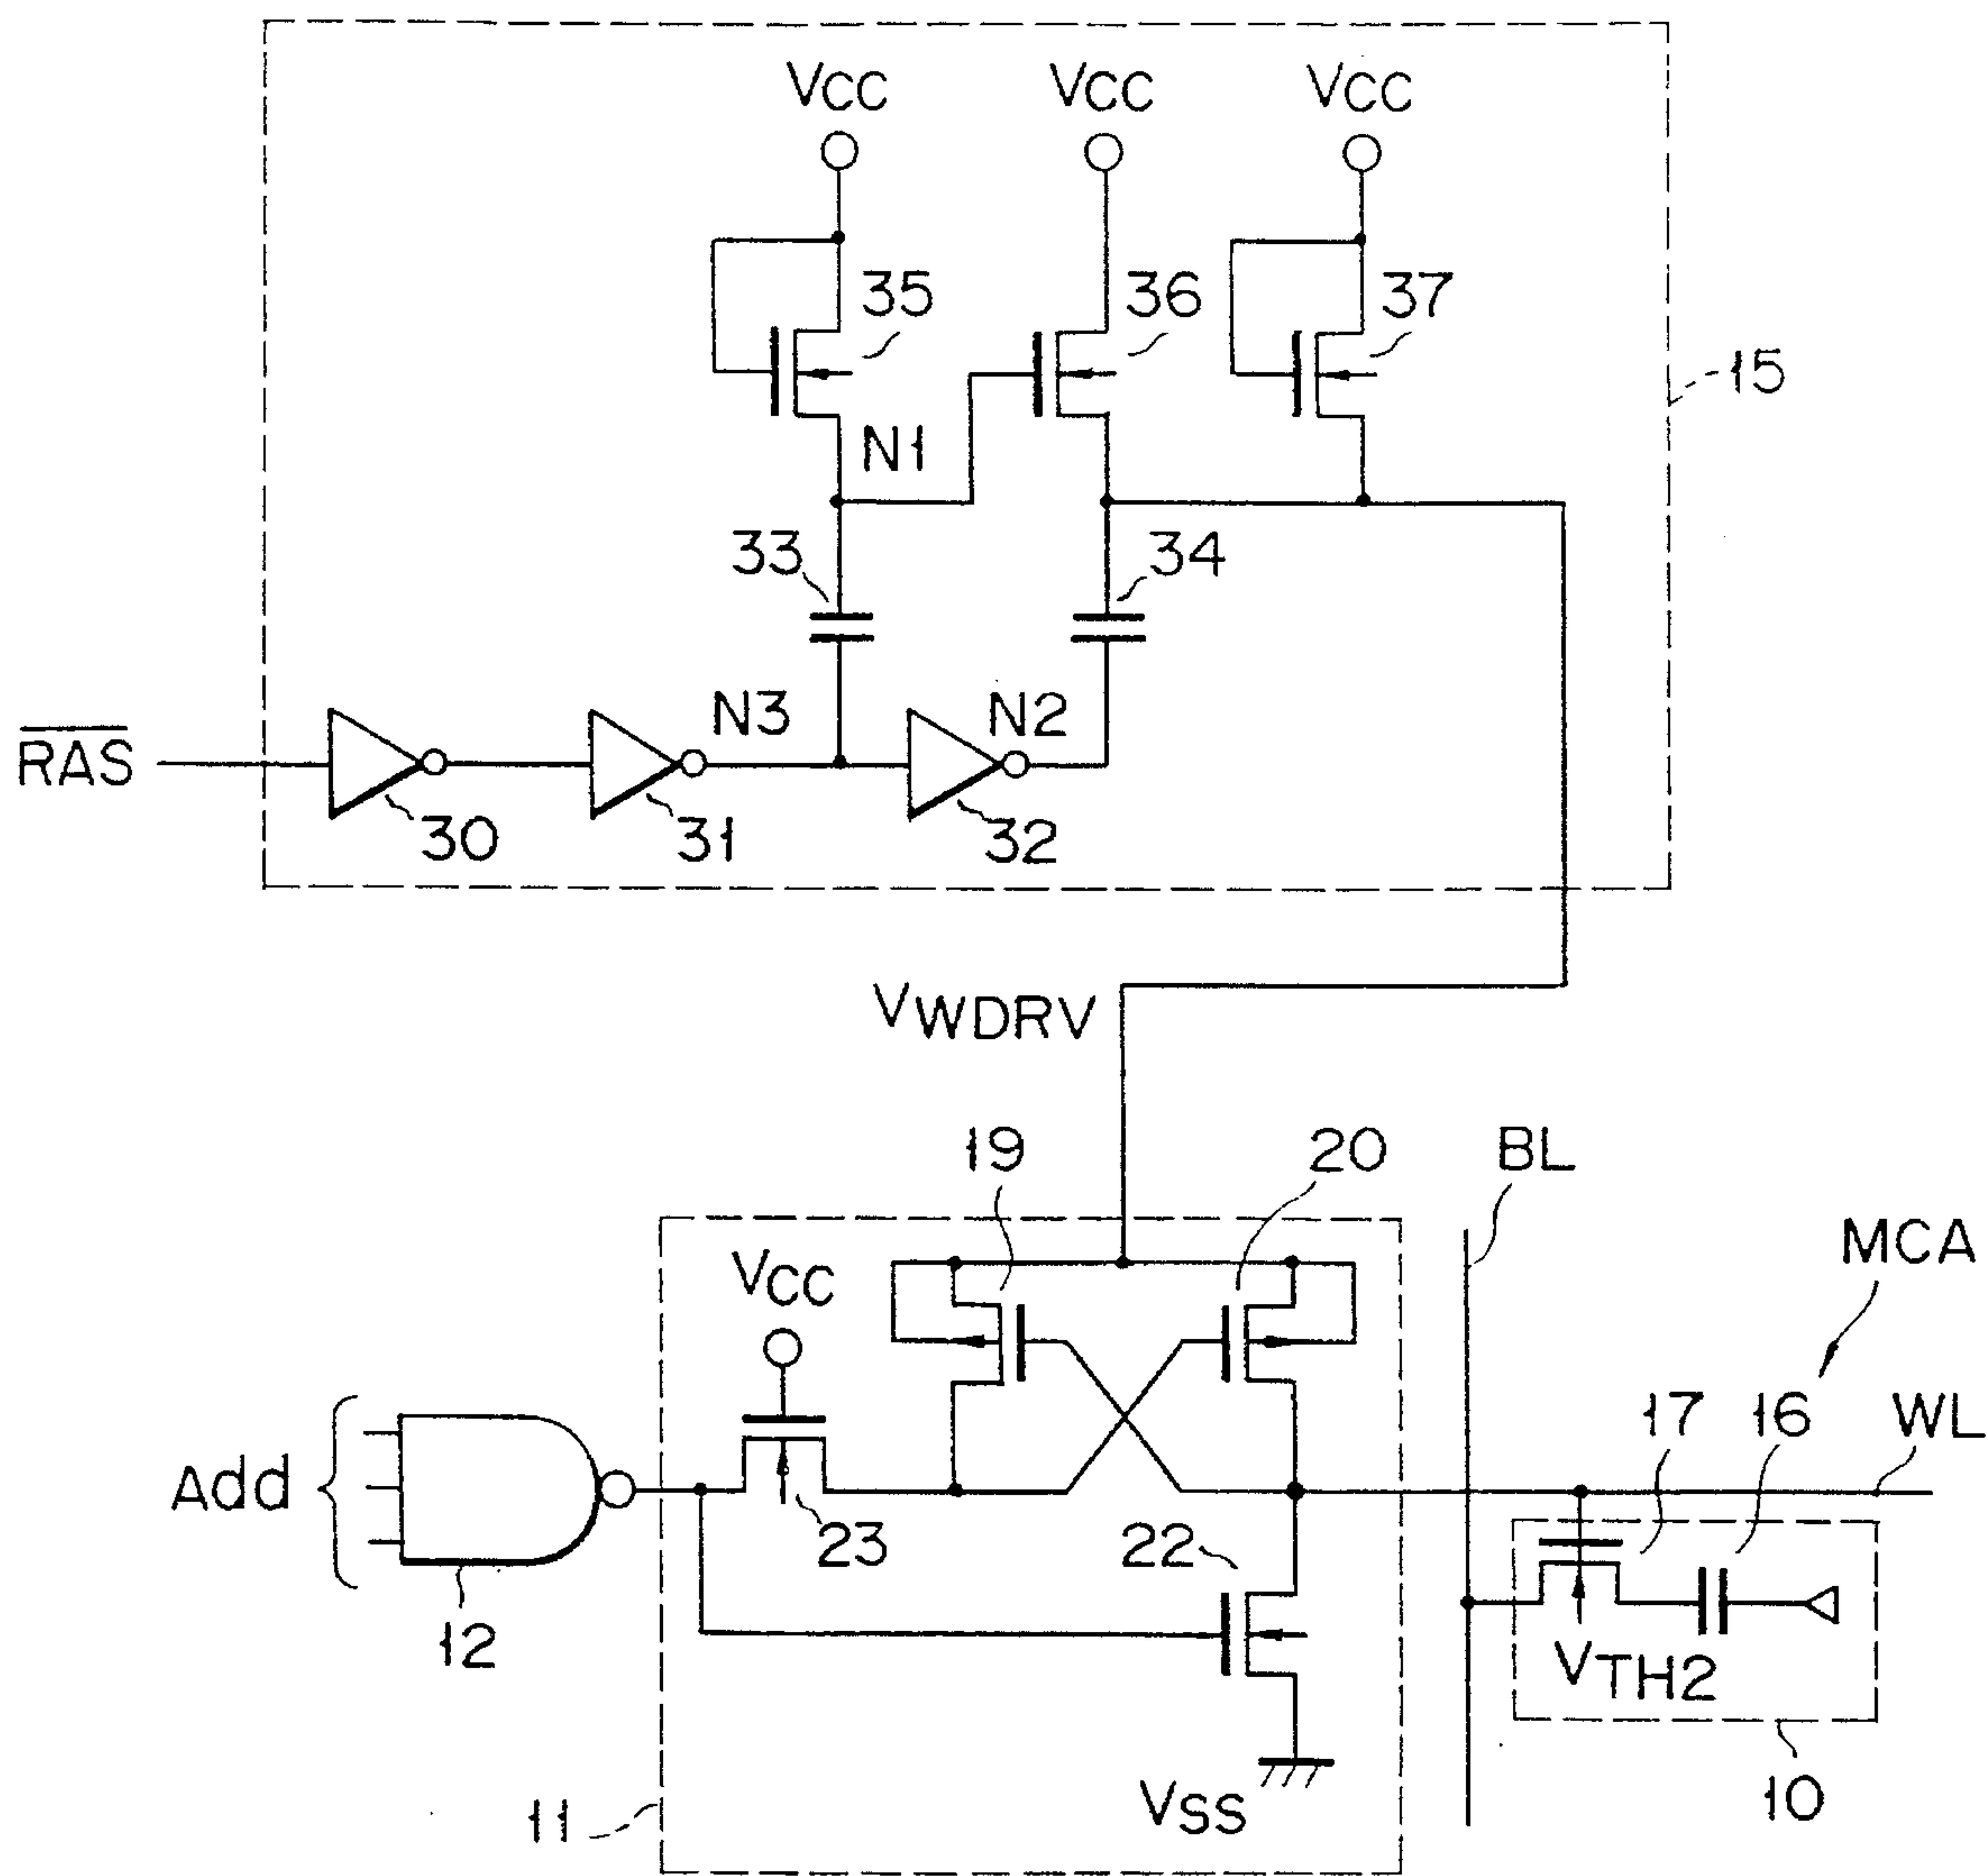 VCC VCC VCC
35 36 37
15
N1
33 34
N3 N2
R̅A̅S̅
30 31 32
VWDRV
19 20 BL
MCA
VCC
17 16 WL
Add
23 22
12
VTH2
VSS
11
10